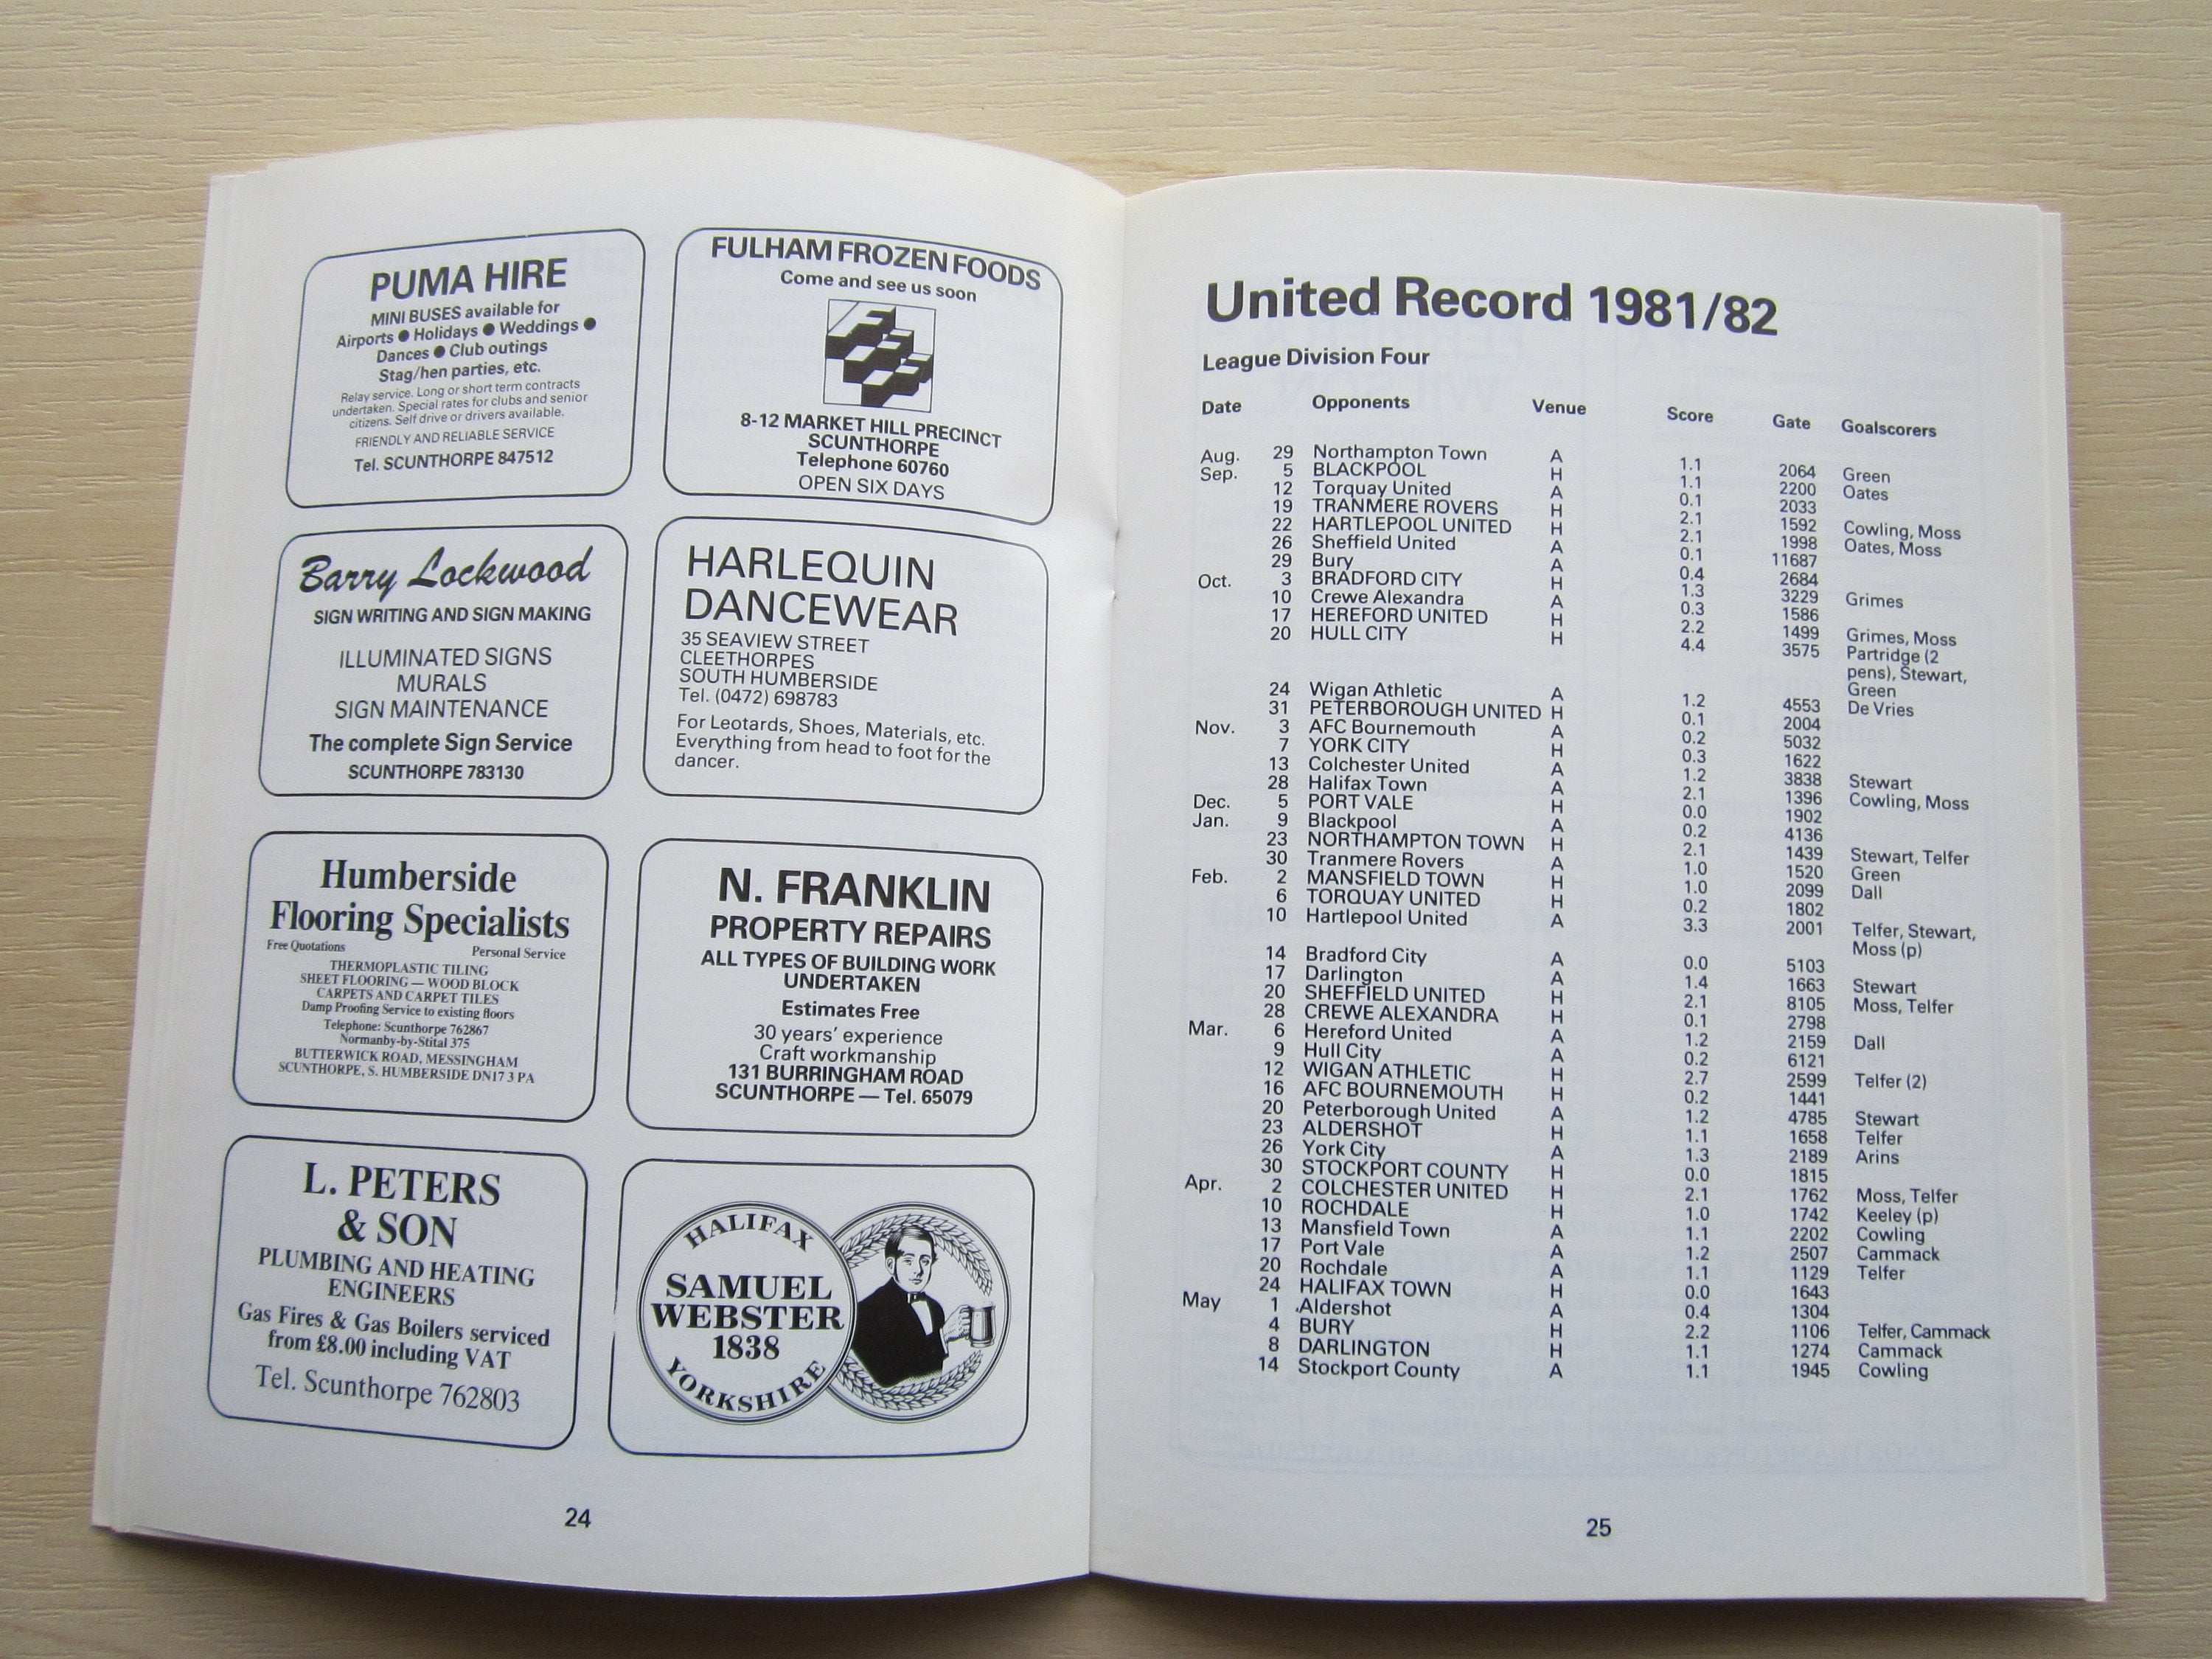 PUMA HIRE
MINI BUSES available for
Airports ● Holidays ● Weddings ●
Dances ● Club outings
Stag/hen parties, etc.
Relay service. Long or short term contracts
undertaken. Special rates for clubs and senior
citizens. Self drive or drivers available.
FRIENDLY AND RELIABLE SERVICE
Tel. SCUNTHORPE 847512
FULHAM FROZEN FOODS
Come and see us soon
8-12 MARKET HILL PRECINCT
SCUNTHORPE
Telephone 60760
OPEN SIX DAYS
Barry Lockwood
SIGN WRITING AND SIGN MAKING
ILLUMINATED SIGNS
MURALS
SIGN MAINTENANCE
The complete Sign Service
SCUNTHORPE 783130
HARLEQUIN
DANCEWEAR
35 SEAVIEW STREET
CLEETHORPES
SOUTH HUMBERSIDE
Tel. (0472) 698783
For Leotards, Shoes, Materials, etc.
Everything from head to foot for the
dancer.
Humberside
Flooring Specialists
Free Quotations Personal Service
THERMOPLASTIC TILING
SHEET FLOORING — WOOD BLOCK
CARPETS AND CARPET TILES
Damp Proofing Service to existing floors
Telephone: Scunthorpe 762867
Normanby-by-Stital 375
BUTTERWICK ROAD, MESSINGHAM
SCUNTHORPE, S. HUMBERSIDE DN17 3 PA
N. FRANKLIN
PROPERTY REPAIRS
ALL TYPES OF BUILDING WORK
UNDERTAKEN
Estimates Free
30 years' experience
Craft workmanship
131 BURRINGHAM ROAD
SCUNTHORPE — Tel. 65079
L. PETERS
& SON
PLUMBING AND HEATING
ENGINEERS
Gas Fires & Gas Boilers serviced
from £8.00 including VAT
Tel. Scunthorpe 762803
HALIFAX
SAMUEL
WEBSTER
1838
YORKSHIRE
24
United Record 1981/82
League Division Four
Date Opponents Venue Score Gate Goalscorers
Aug. 29 Northampton Town A 1.1 2064 Green
Sep. 5 BLACKPOOL H 1.1 2200 Oates
12 Torquay United A 0.1 2033
19 TRANMERE ROVERS H 2.1 1592 Cowling, Moss
22 HARTLEPOOL UNITED H 2.1 1998 Oates, Moss
26 Sheffield United A 0.1 11687
29 Bury A 0.4 2684
Oct. 3 BRADFORD CITY H 1.3 3229 Grimes
10 Crewe Alexandra A 0.3 1586
17 HEREFORD UNITED H 2.2 1499 Grimes, Moss
20 HULL CITY H 4.4 3575 Partridge (2
pens), Stewart,
Green
24 Wigan Athletic A 1.2 4553 De Vries
31 PETERBOROUGH UNITED H 0.1 2004
Nov. 3 AFC Bournemouth A 0.2 5032
7 YORK CITY H 0.3 1622
13 Colchester United A 1.2 3838 Stewart
28 Halifax Town A 2.1 1396 Cowling, Moss
Dec. 5 PORT VALE H 0.0 1902
Jan. 9 Blackpool A 0.2 4136
23 NORTHAMPTON TOWN H 2.1 1439 Stewart, Telfer
30 Tranmere Rovers A 1.0 1520 Green
Feb. 2 MANSFIELD TOWN H 1.0 2099 Dall
6 TORQUAY UNITED H 0.2 1802
10 Hartlepool United A 3.3 2001 Telfer, Stewart,
Moss (p)
14 Bradford City A 0.0 5103
17 Darlington A 1.4 1663 Stewart
20 SHEFFIELD UNITED H 2.1 8105 Moss, Telfer
28 CREWE ALEXANDRA H 0.1 2798
Mar. 6 Hereford United A 1.2 2159 Dall
9 Hull City A 0.2 6121
12 WIGAN ATHLETIC H 2.7 2599 Telfer (2)
16 AFC BOURNEMOUTH H 0.2 1441
20 Peterborough United A 1.2 4785 Stewart
23 ALDERSHOT H 1.1 1658 Telfer
26 York City A 1.3 2189 Arins
30 STOCKPORT COUNTY H 0.0 1815
Apr. 2 COLCHESTER UNITED H 2.1 1762 Moss, Telfer
10 ROCHDALE H 1.0 1742 Keeley (p)
13 Mansfield Town A 1.1 2202 Cowling
17 Port Vale A 1.2 2507 Cammack
20 Rochdale A 1.1 1129 Telfer
24 HALIFAX TOWN H 0.0 1643
May 1 Aldershot A 0.4 1304
4 BURY H 2.2 1106 Telfer, Cammack
8 DARLINGTON H 1.1 1274 Cammack
14 Stockport County A 1.1 1945 Cowling
25